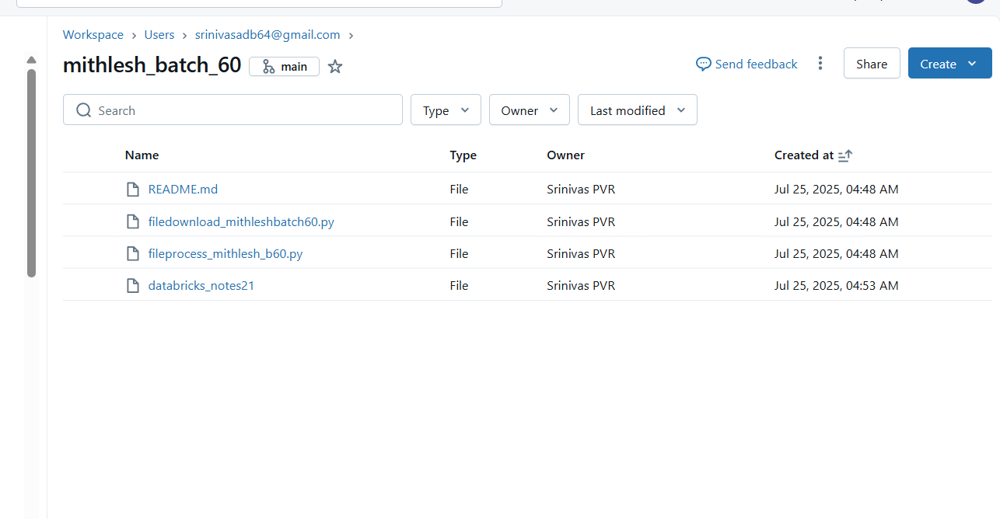 Workspace > Users > srinivasadb64@gmail.com >
mithlesh_batch_60 main
Send feedback Share Create
Search Type Owner Last modified
Name Type Owner Created at
README.md File Srinivas PVR Jul 25, 2025, 04:48 AM
filedownload_mithleshbatch60.py File Srinivas PVR Jul 25, 2025, 04:48 AM
fileprocess_mithlesh_b60.py File Srinivas PVR Jul 25, 2025, 04:48 AM
databricks_notes21 File Srinivas PVR Jul 25, 2025, 04:53 AM